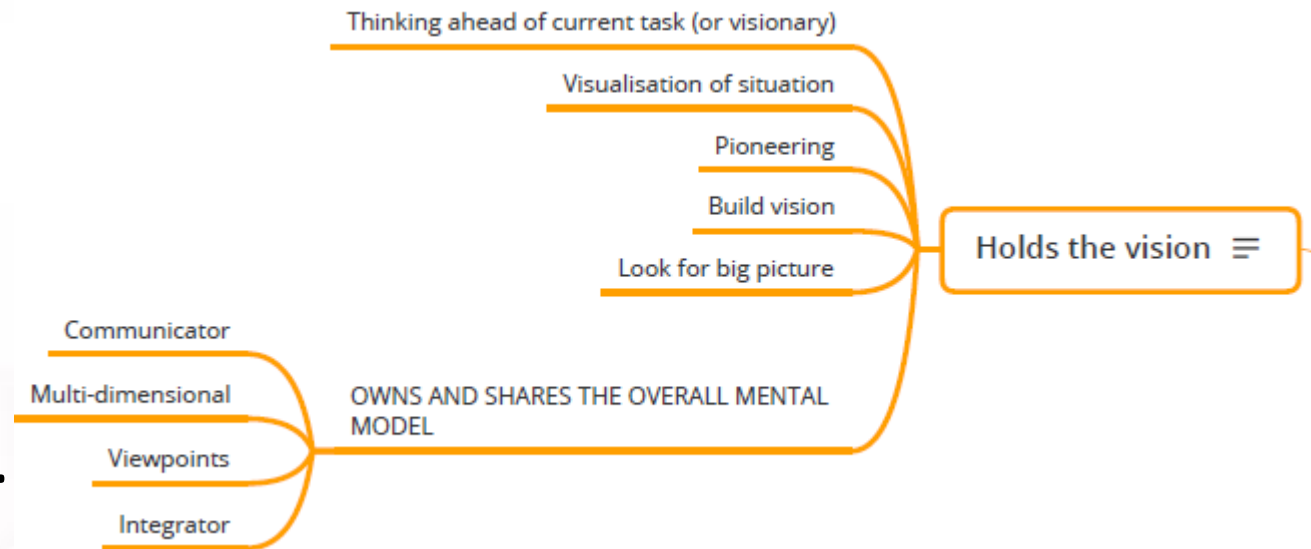 Thinking ahead of current task (or visionary)
Visualisation of situation
Pioneering
Build vision
Look for big picture
Holds the vision
OWNS AND SHARES THE OVERALL MENTAL
MODEL
Communicator
Multi-dimensional
Viewpoints
Integrator